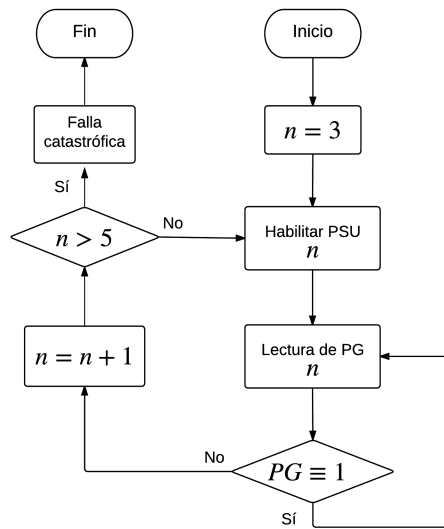 Fin
Inicio
Falla
catastrófica
n = 3
Sí
n > 5
No
Habilitar PSU
n
n = n + 1
Lectura de PG
n
No
PG ≡ 1
Sí